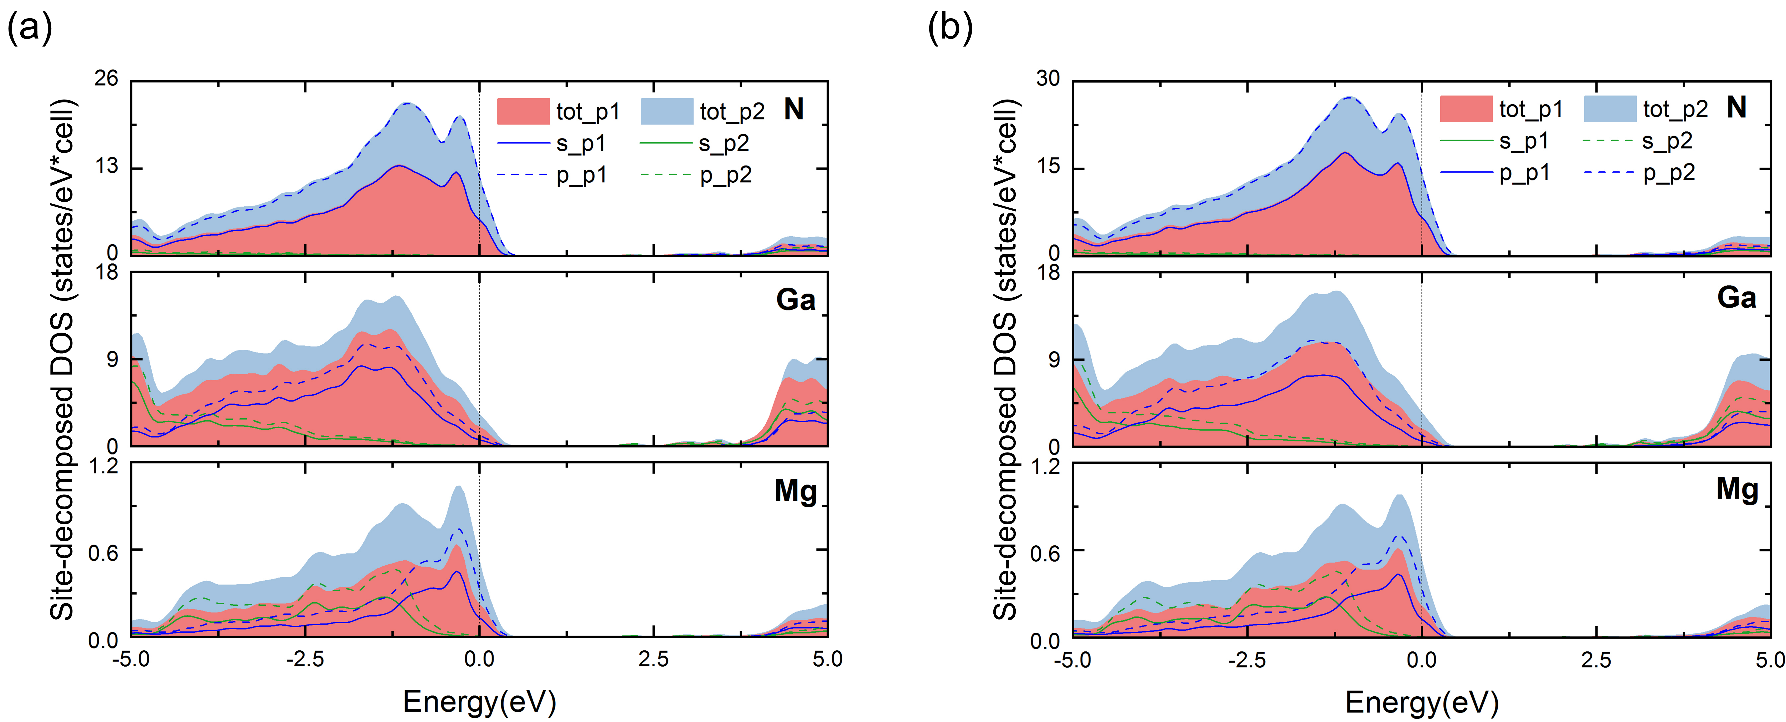 (a)
Site-decomposed DOS (states/eV*cell)
26
13
0
tot_p1
tot_p2
N
s_p1
s_p2
p_p1
p_p2
18
9
0
Ga
1.2
0.6
0.0
Mg
-5.0 -2.5 0.0 2.5 5.0
Energy(eV)
(b)
Site-decomposed DOS (states/eV*cell)
30
15
0
tot_p1
tot_p2
N
s_p1
s_p2
p_p1
p_p2
18
9
0
Ga
1.2
0.6
0.0
Mg
-5.0 -2.5 0.0 2.5 5.0
Energy(eV)